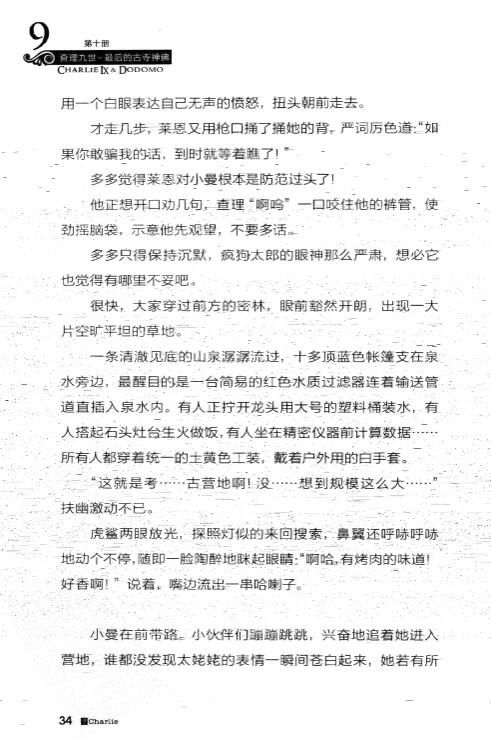 9
第十册
查理九世-最后的古寺神佛
CHARLIE IX & DODOMO
用一个白眼表达自己无声的愤怒，扭头朝前走去。
才走几步，莱恩又用枪口捅了捅她的背，严词厉色道：“如
果你敢骗我的话，到时就等着瞧了！”
多多觉得莱恩对小曼根本是防范过头了！
他正想开口劝几句，查理“啊呜”一口咬住他的裤管，使
劲摇脑袋，示意他先观望，不要多话。
多多只得保持沉默，疯狗太郎的眼神那么严肃，想必它
也觉得有哪里不妥吧。
很快，大家穿过前方的密林，眼前豁然开朗，出现一大
片空旷平坦的草地。
一条清澈见底的山泉潺潺流过，十多顶蓝色帐篷支在泉
水旁边，最醒目的是一台简易的红色水质过滤器连着输送管
道直插入泉水内。有人正拧开龙头用大号的塑料桶装水，有
人搭起石头灶台生火做饭，有人坐在精密仪器前计算数据……
所有人都穿着统一的土黄色工装，戴着户外用的白手套。
“这就是考……古营地啊！没……想到规模这么大……”
扶幽激动不已。
虎鲨两眼放光，探照灯似的来回搜索，鼻翼还呼哧呼哧
地动个不停，随即一脸陶醉地眯起眼睛：“啊哈，有烤肉的味道！
好香啊！”说着，嘴边流出一串哈喇子。
小曼在前带路。小伙伴们蹦蹦跳跳，兴奋地追着她进入
营地，谁都没发现太姥姥的表情一瞬间苍白起来，她若有所
34 Charlie